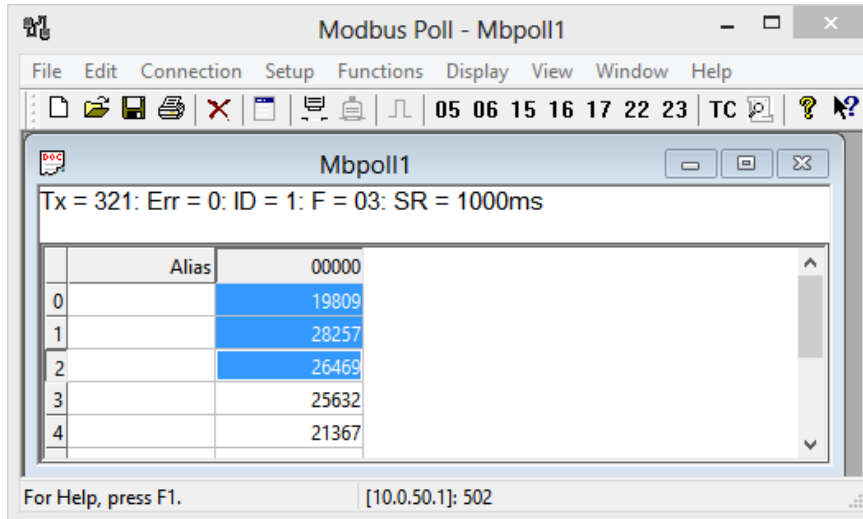 Modbus Poll - Mbpoll1
File Edit Connection Setup Functions Display View Window Help
05 06 15 16 17 22 23 TC
Mbpoll1
Tx = 321: Err = 0: ID = 1: F = 03: SR = 1000ms
Alias 00000
0 19809
1 28257
2 26469
3 25632
4 21367
For Help, press F1. [10.0.50.1]: 502